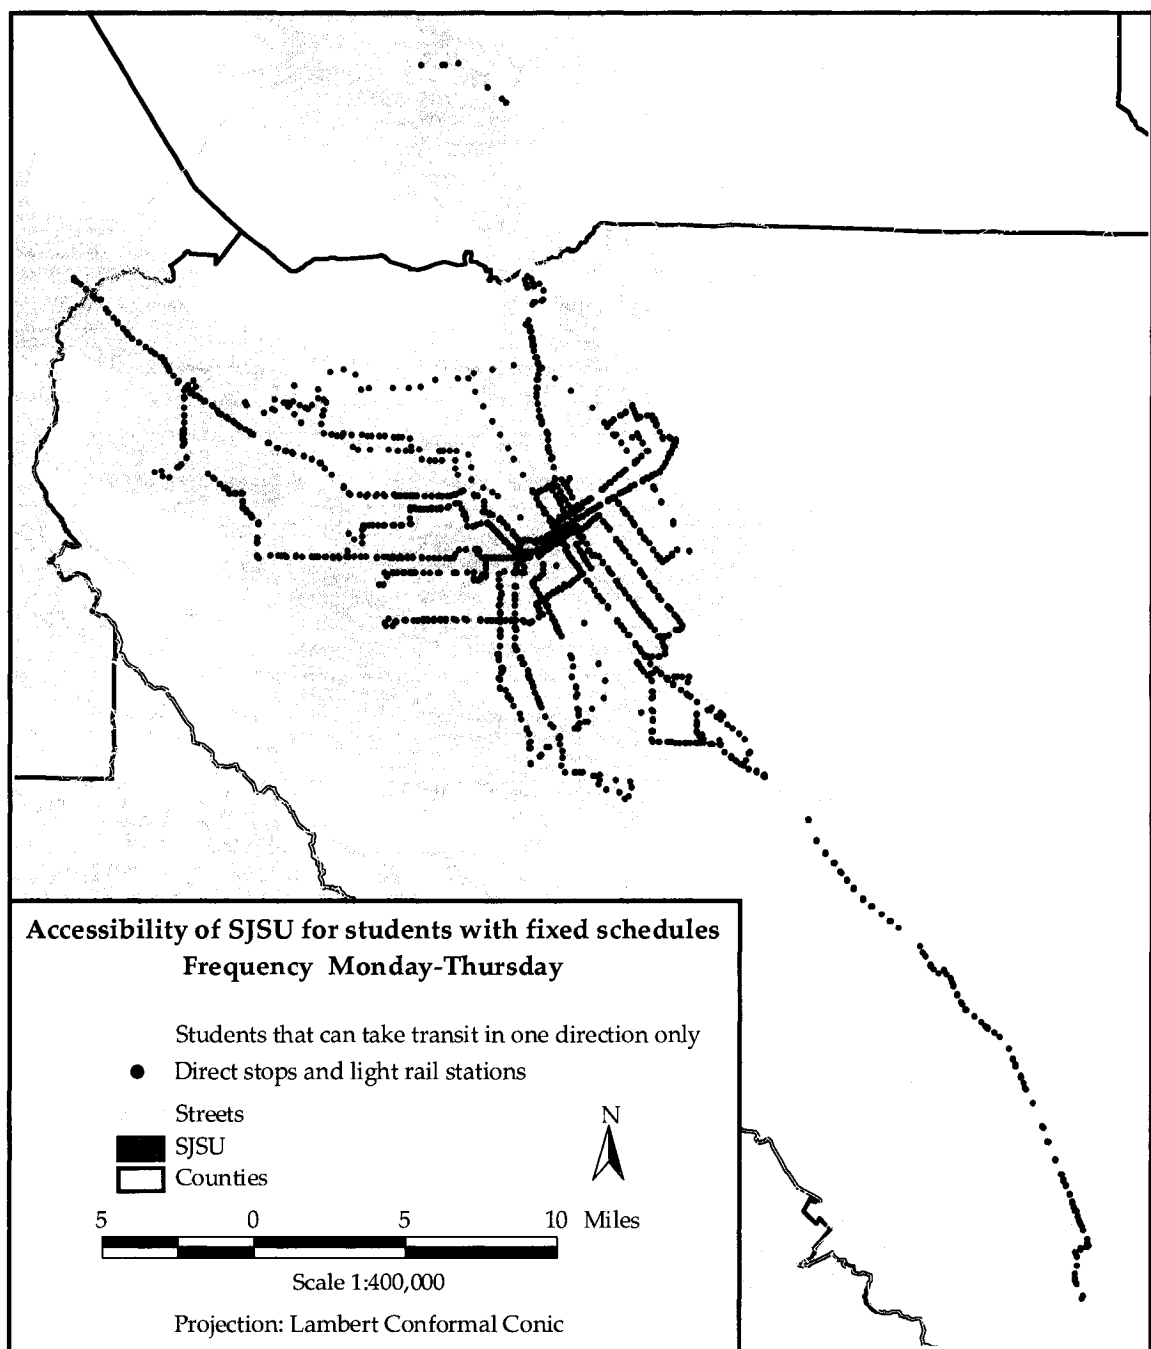 Accessibility of SJSU for students with fixed schedules
Frequency Monday-Thursday
Students that can take transit in one direction only
Direct stops and light rail stations
Streets
SJSU
Counties
N
5 0 5 10 Miles
Scale 1:400,000
Projection: Lambert Conformal Conic